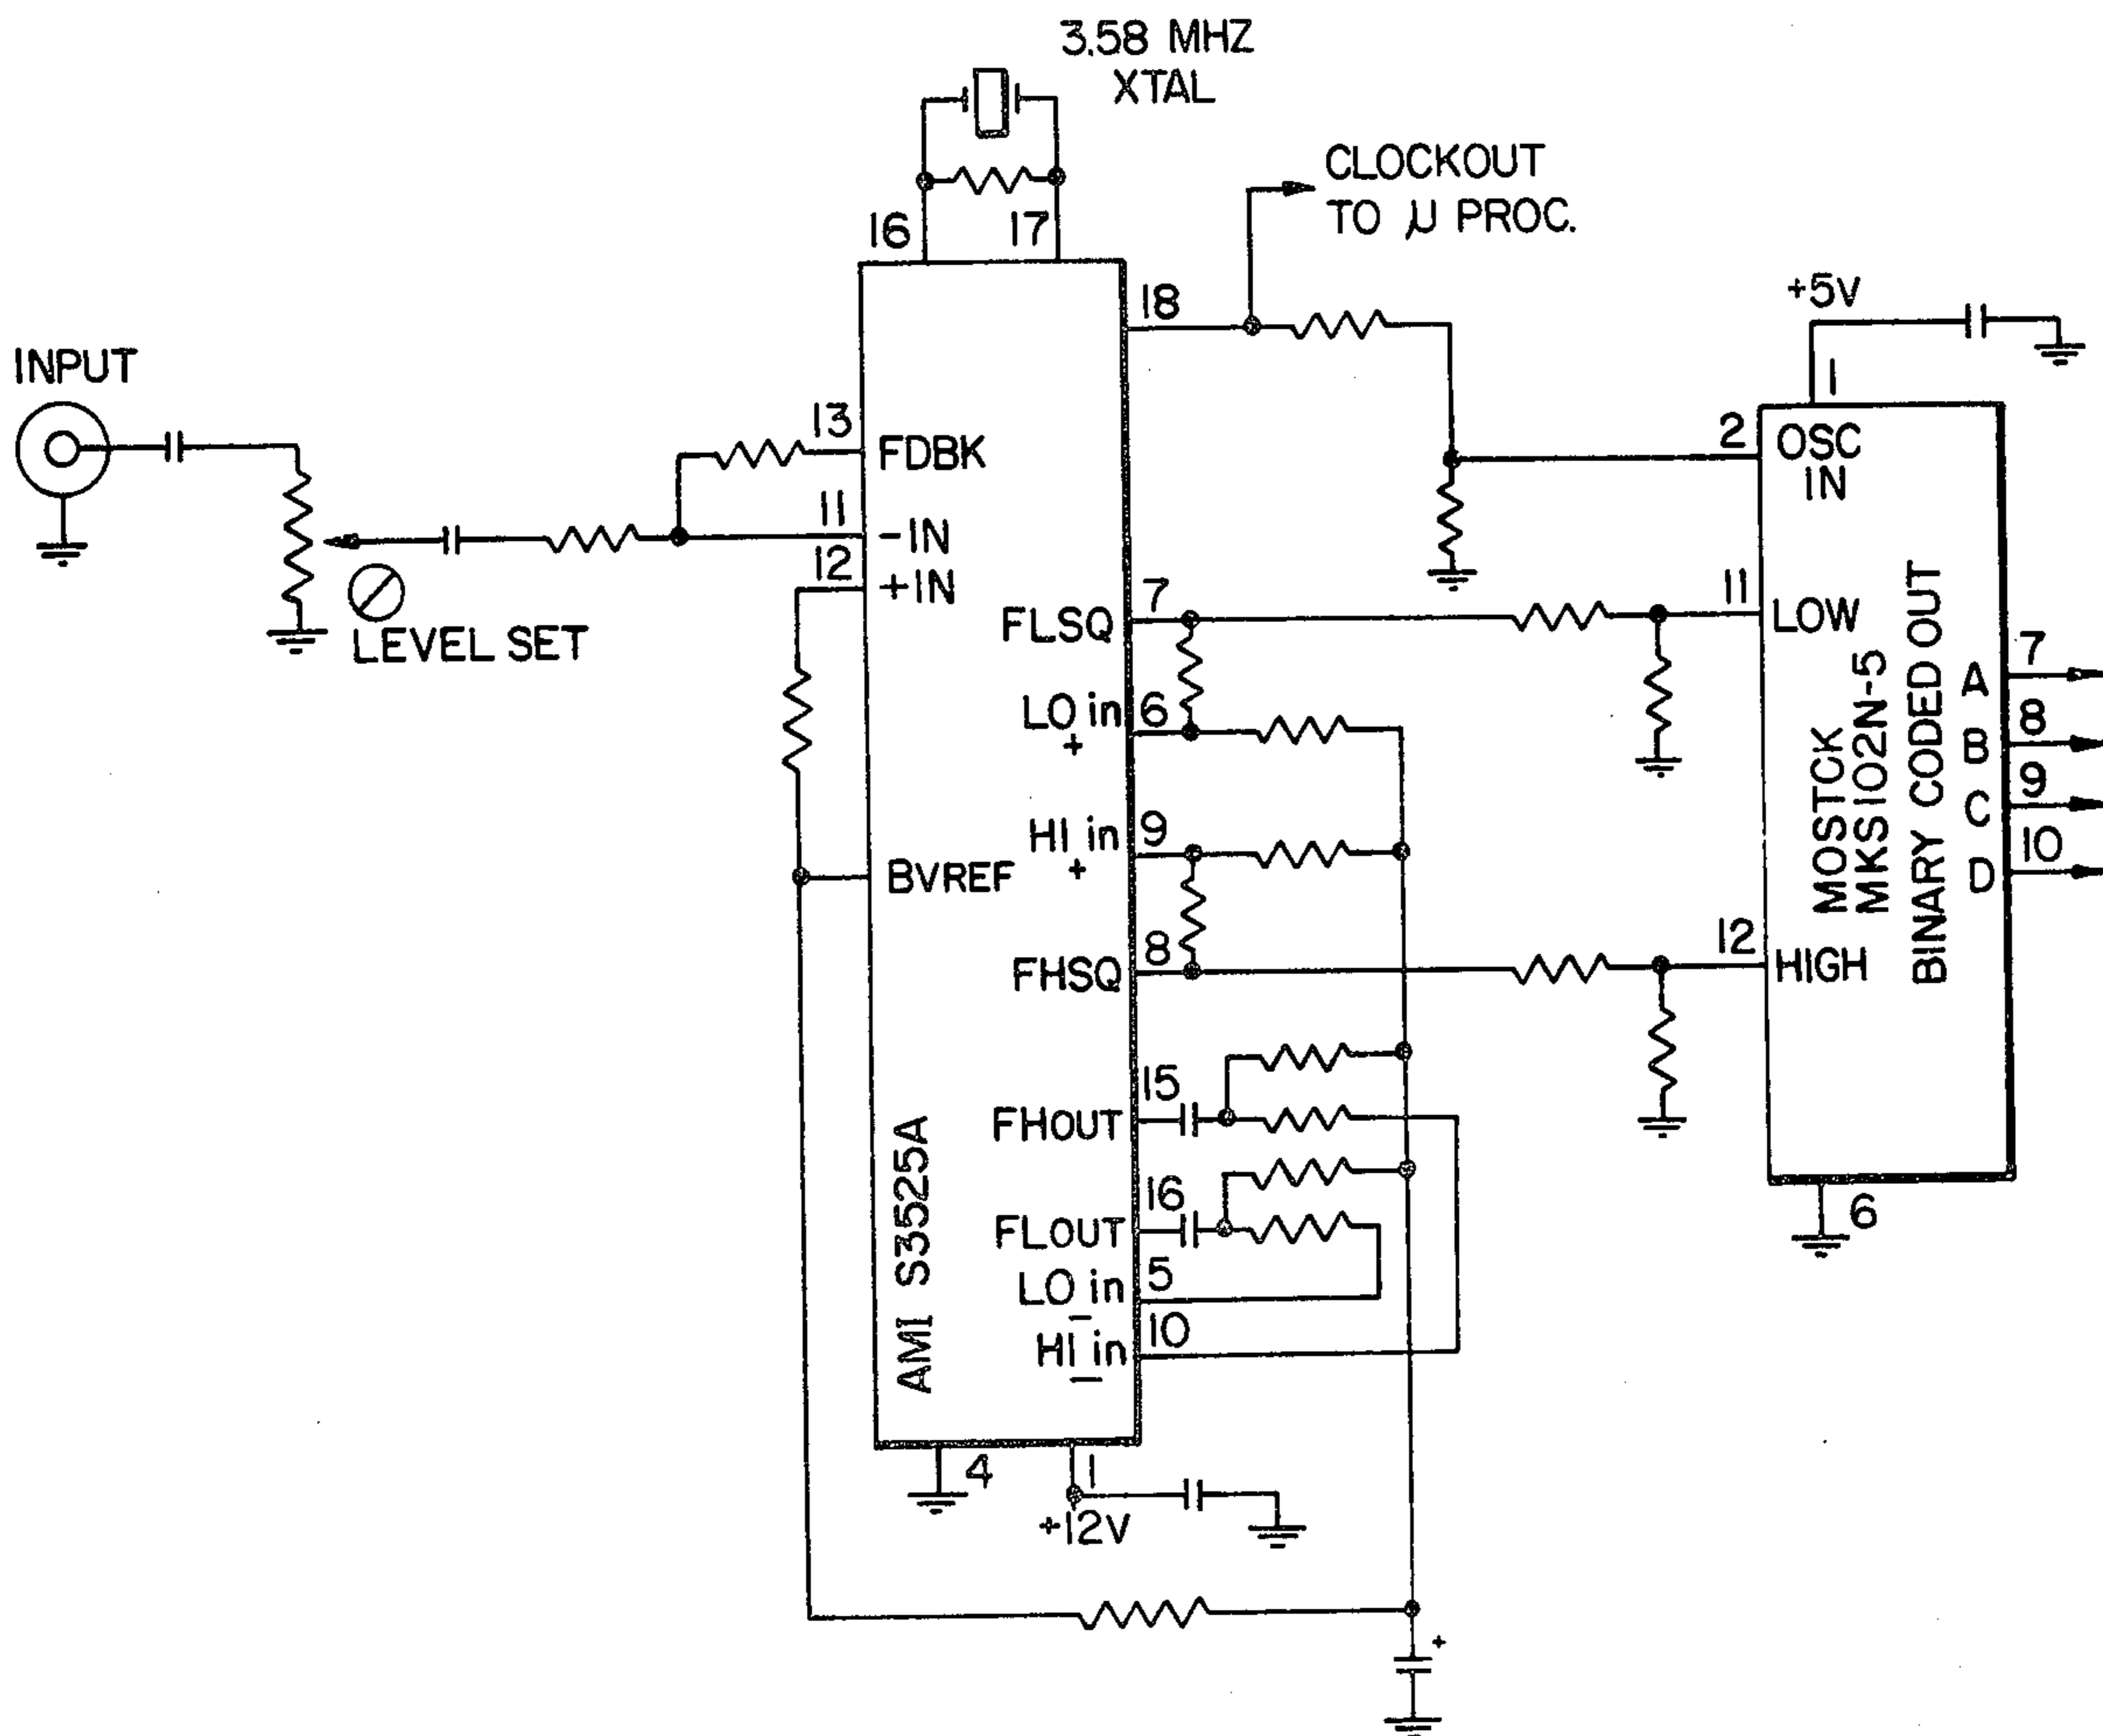 3.58 MHZ
XTAL
CLOCKOUT
TO μ PROC.
16
17
18
+5V
1
INPUT
13
FDBK
2
OSC
IN
11
-IN
12
+IN
LEVEL SET
7
FLSQ
11
LOW
LO in
+
6
7
A
8
B
9
C
10
D
HI in
+
9
BVREF
MOSTCK
MK5102N-5
BINARY CODED OUT
8
FHSQ
12
HIGH
15
FHOUT
16
FLOUT
5
LO in
-
10
HI in
-
AMI S3525A
6
4
1
+12V
+